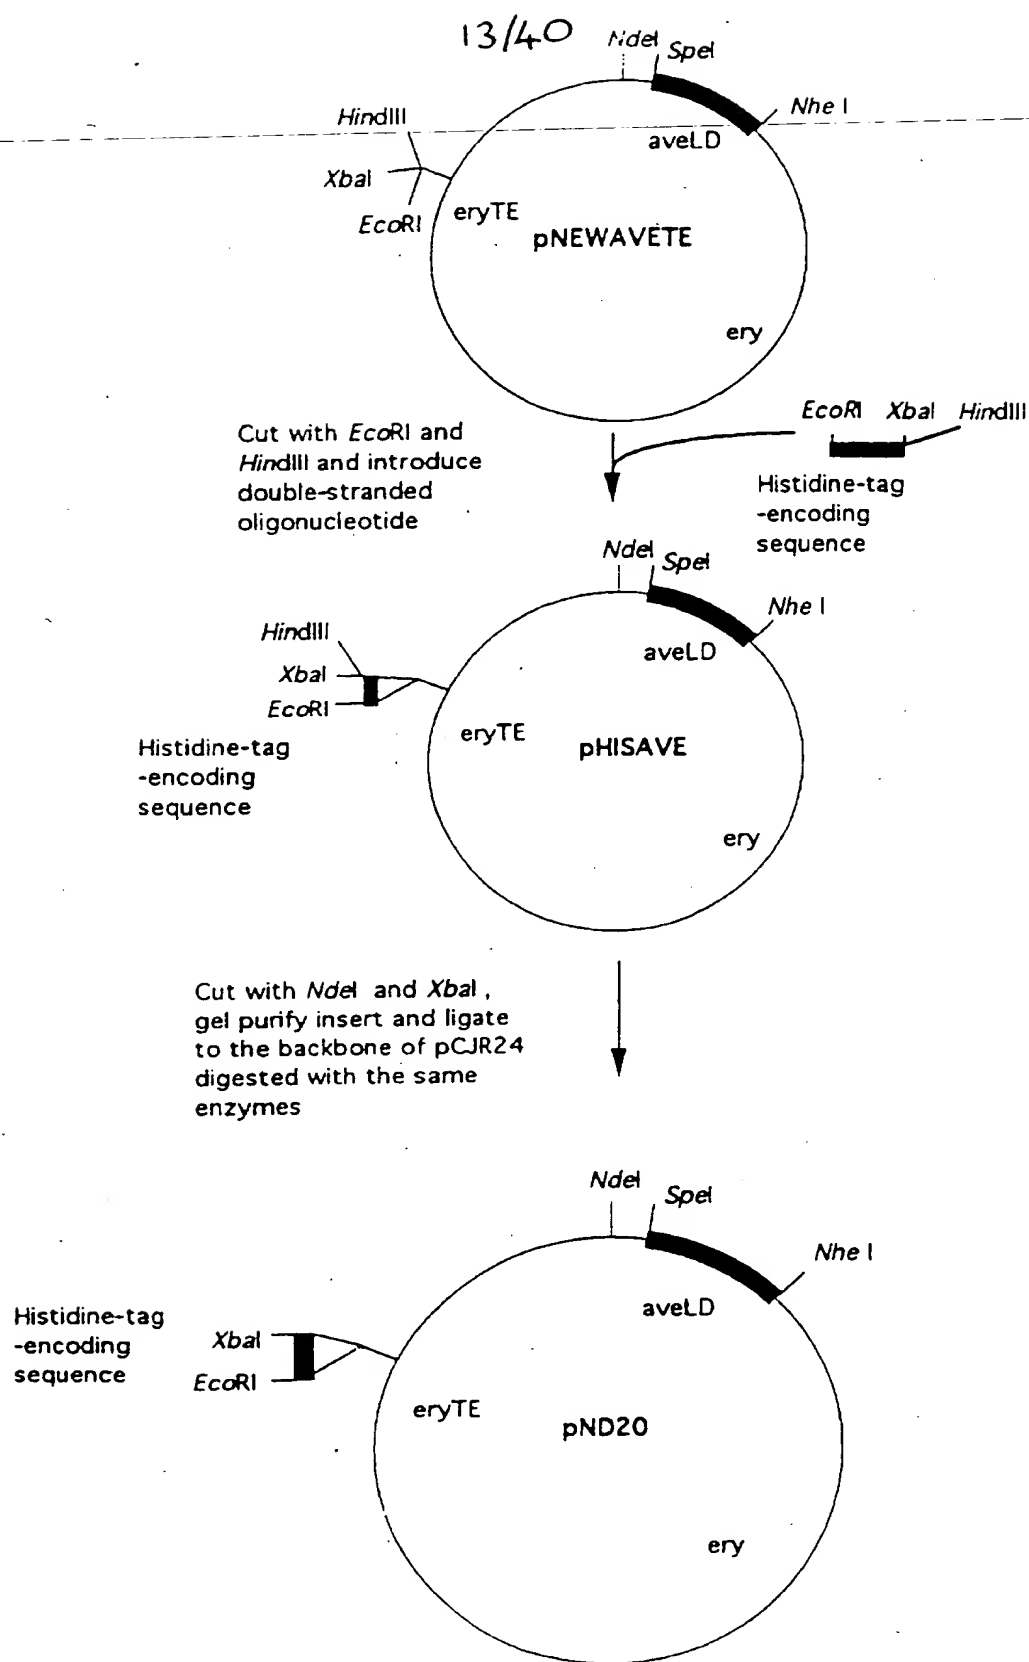 13/40
NdeI
SpeI
Nhe I
HindIII
aveLD
XbaI
EcoRI
eryTE
pNEWAVETE
ery
EcoRI XbaI HindIII
Cut with EcoRI and
HindIII and introduce
double-stranded
oligonucleotide
Histidine-tag
-encoding
sequence
NdeI
SpeI
Nhe I
HindIII
aveLD
XbaI
EcoRI
eryTE
pHISAVE
Histidine-tag
-encoding
sequence
ery
Cut with NdeI and XbaI,
gel purify insert and ligate
to the backbone of pCJR24
digested with the same
enzymes
NdeI
SpeI
Nhe I
aveLD
Histidine-tag
-encoding
sequence
XbaI
EcoRI
eryTE
pND20
ery